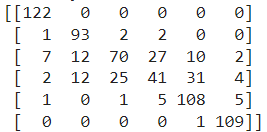 [[122 0 0 0 0 0]
[ 1 93 2 2 0 0]
[ 7 12 70 27 10 2]
[ 2 12 25 41 31 4]
[ 1 0 1 5 108 5]
[ 0 0 0 0 1 109]]